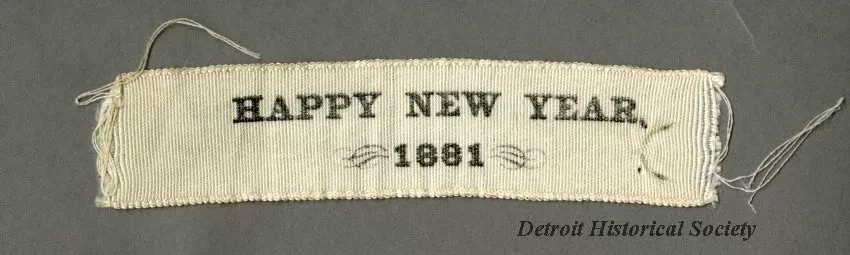 HAPPY NEW YEAR.
1881
Detroit Historical Society